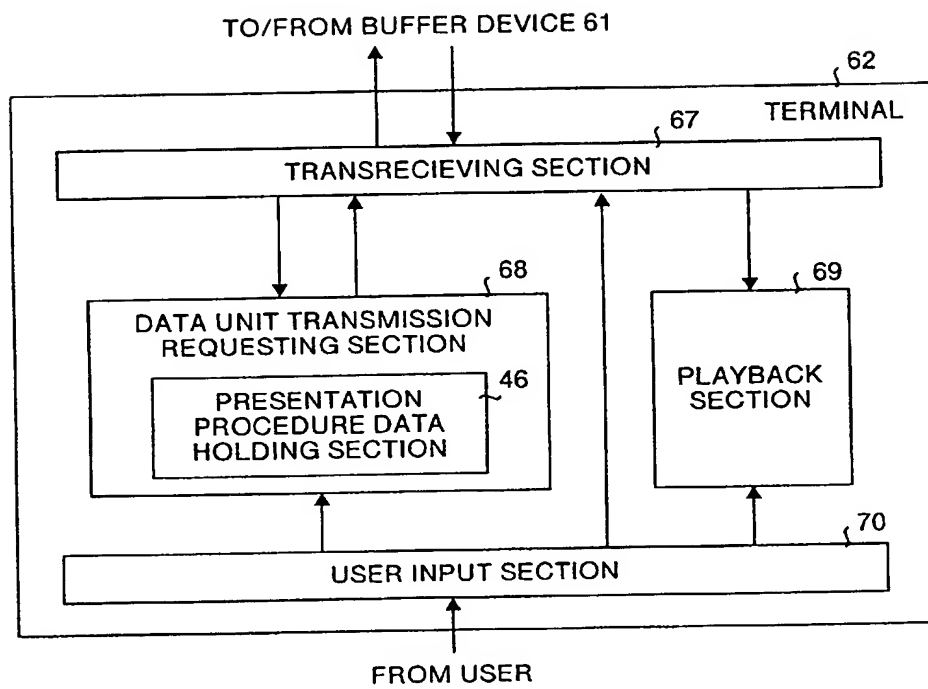 TO/FROM BUFFER DEVICE 61
62
TERMINAL
67
TRANSRECIEVING SECTION
68
DATA UNIT TRANSMISSION
REQUESTING SECTION
46
PRESENTATION
PROCEDURE DATA
HOLDING SECTION
69
PLAYBACK
SECTION
70
USER INPUT SECTION
FROM USER